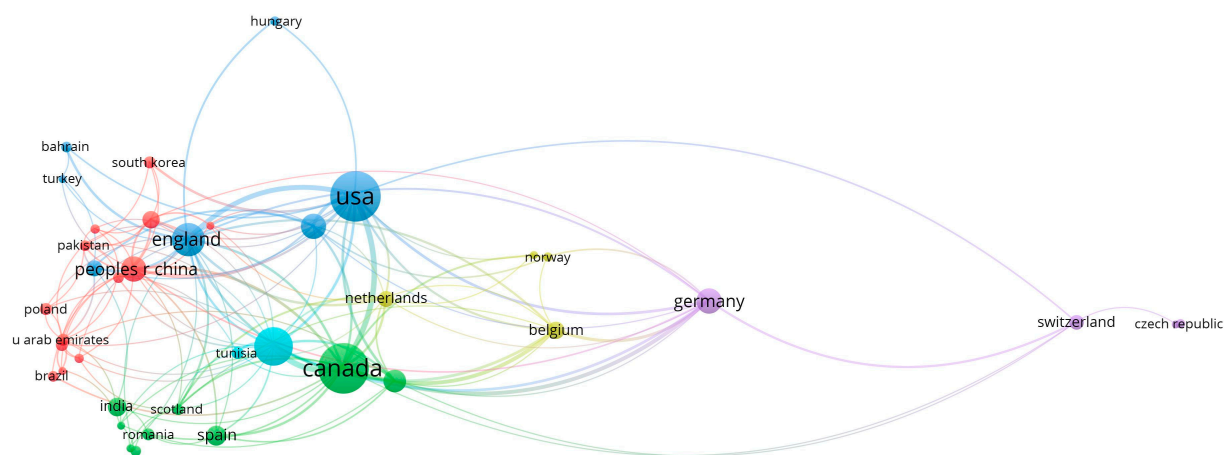 hungary
bahrain
south korea
turkey
usa
pakistan
england
peoples r china
norway
netherlands
germany
poland
belgium
switzerland
czech republic
u arab emirates
tunisia
canada
brazil
india
scotland
romania
spain